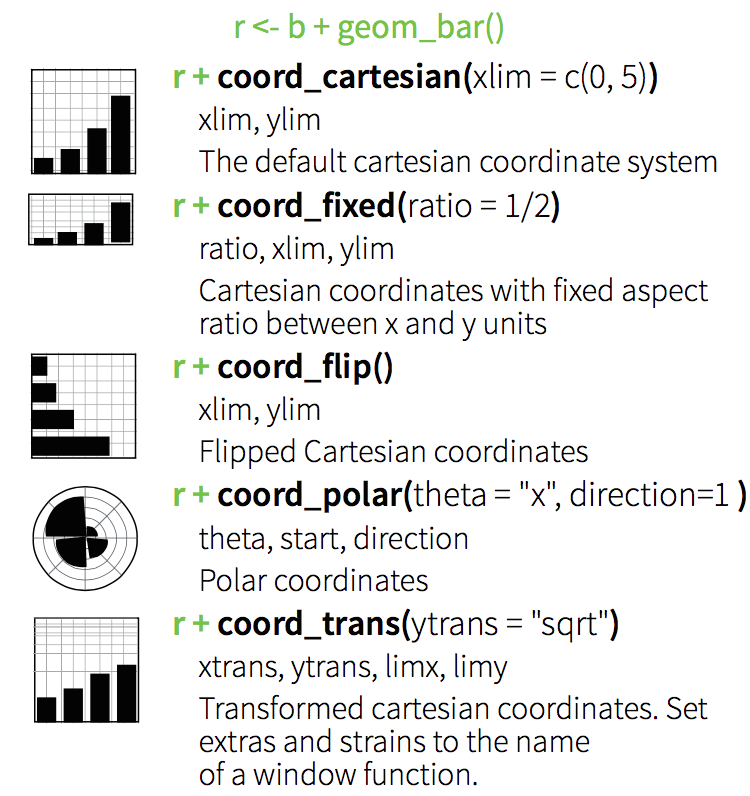 r <- b + geom_bar()
r + coord_cartesian(xlim = c(0, 5))
xlim, ylim
The default cartesian coordinate system
r + coord_fixed(ratio = 1/2)
ratio, xlim, ylim
Cartesian coordinates with fixed aspect
ratio between x and y units
r + coord_flip()
xlim, ylim
Flipped Cartesian coordinates
r + coord_polar(theta = "x", direction=1 )
theta, start, direction
Polar coordinates
r + coord_trans(ytrans = "sqrt")
xtrans, ytrans, limx, limy
Transformed cartesian coordinates. Set
extras and strains to the name
of a window function.